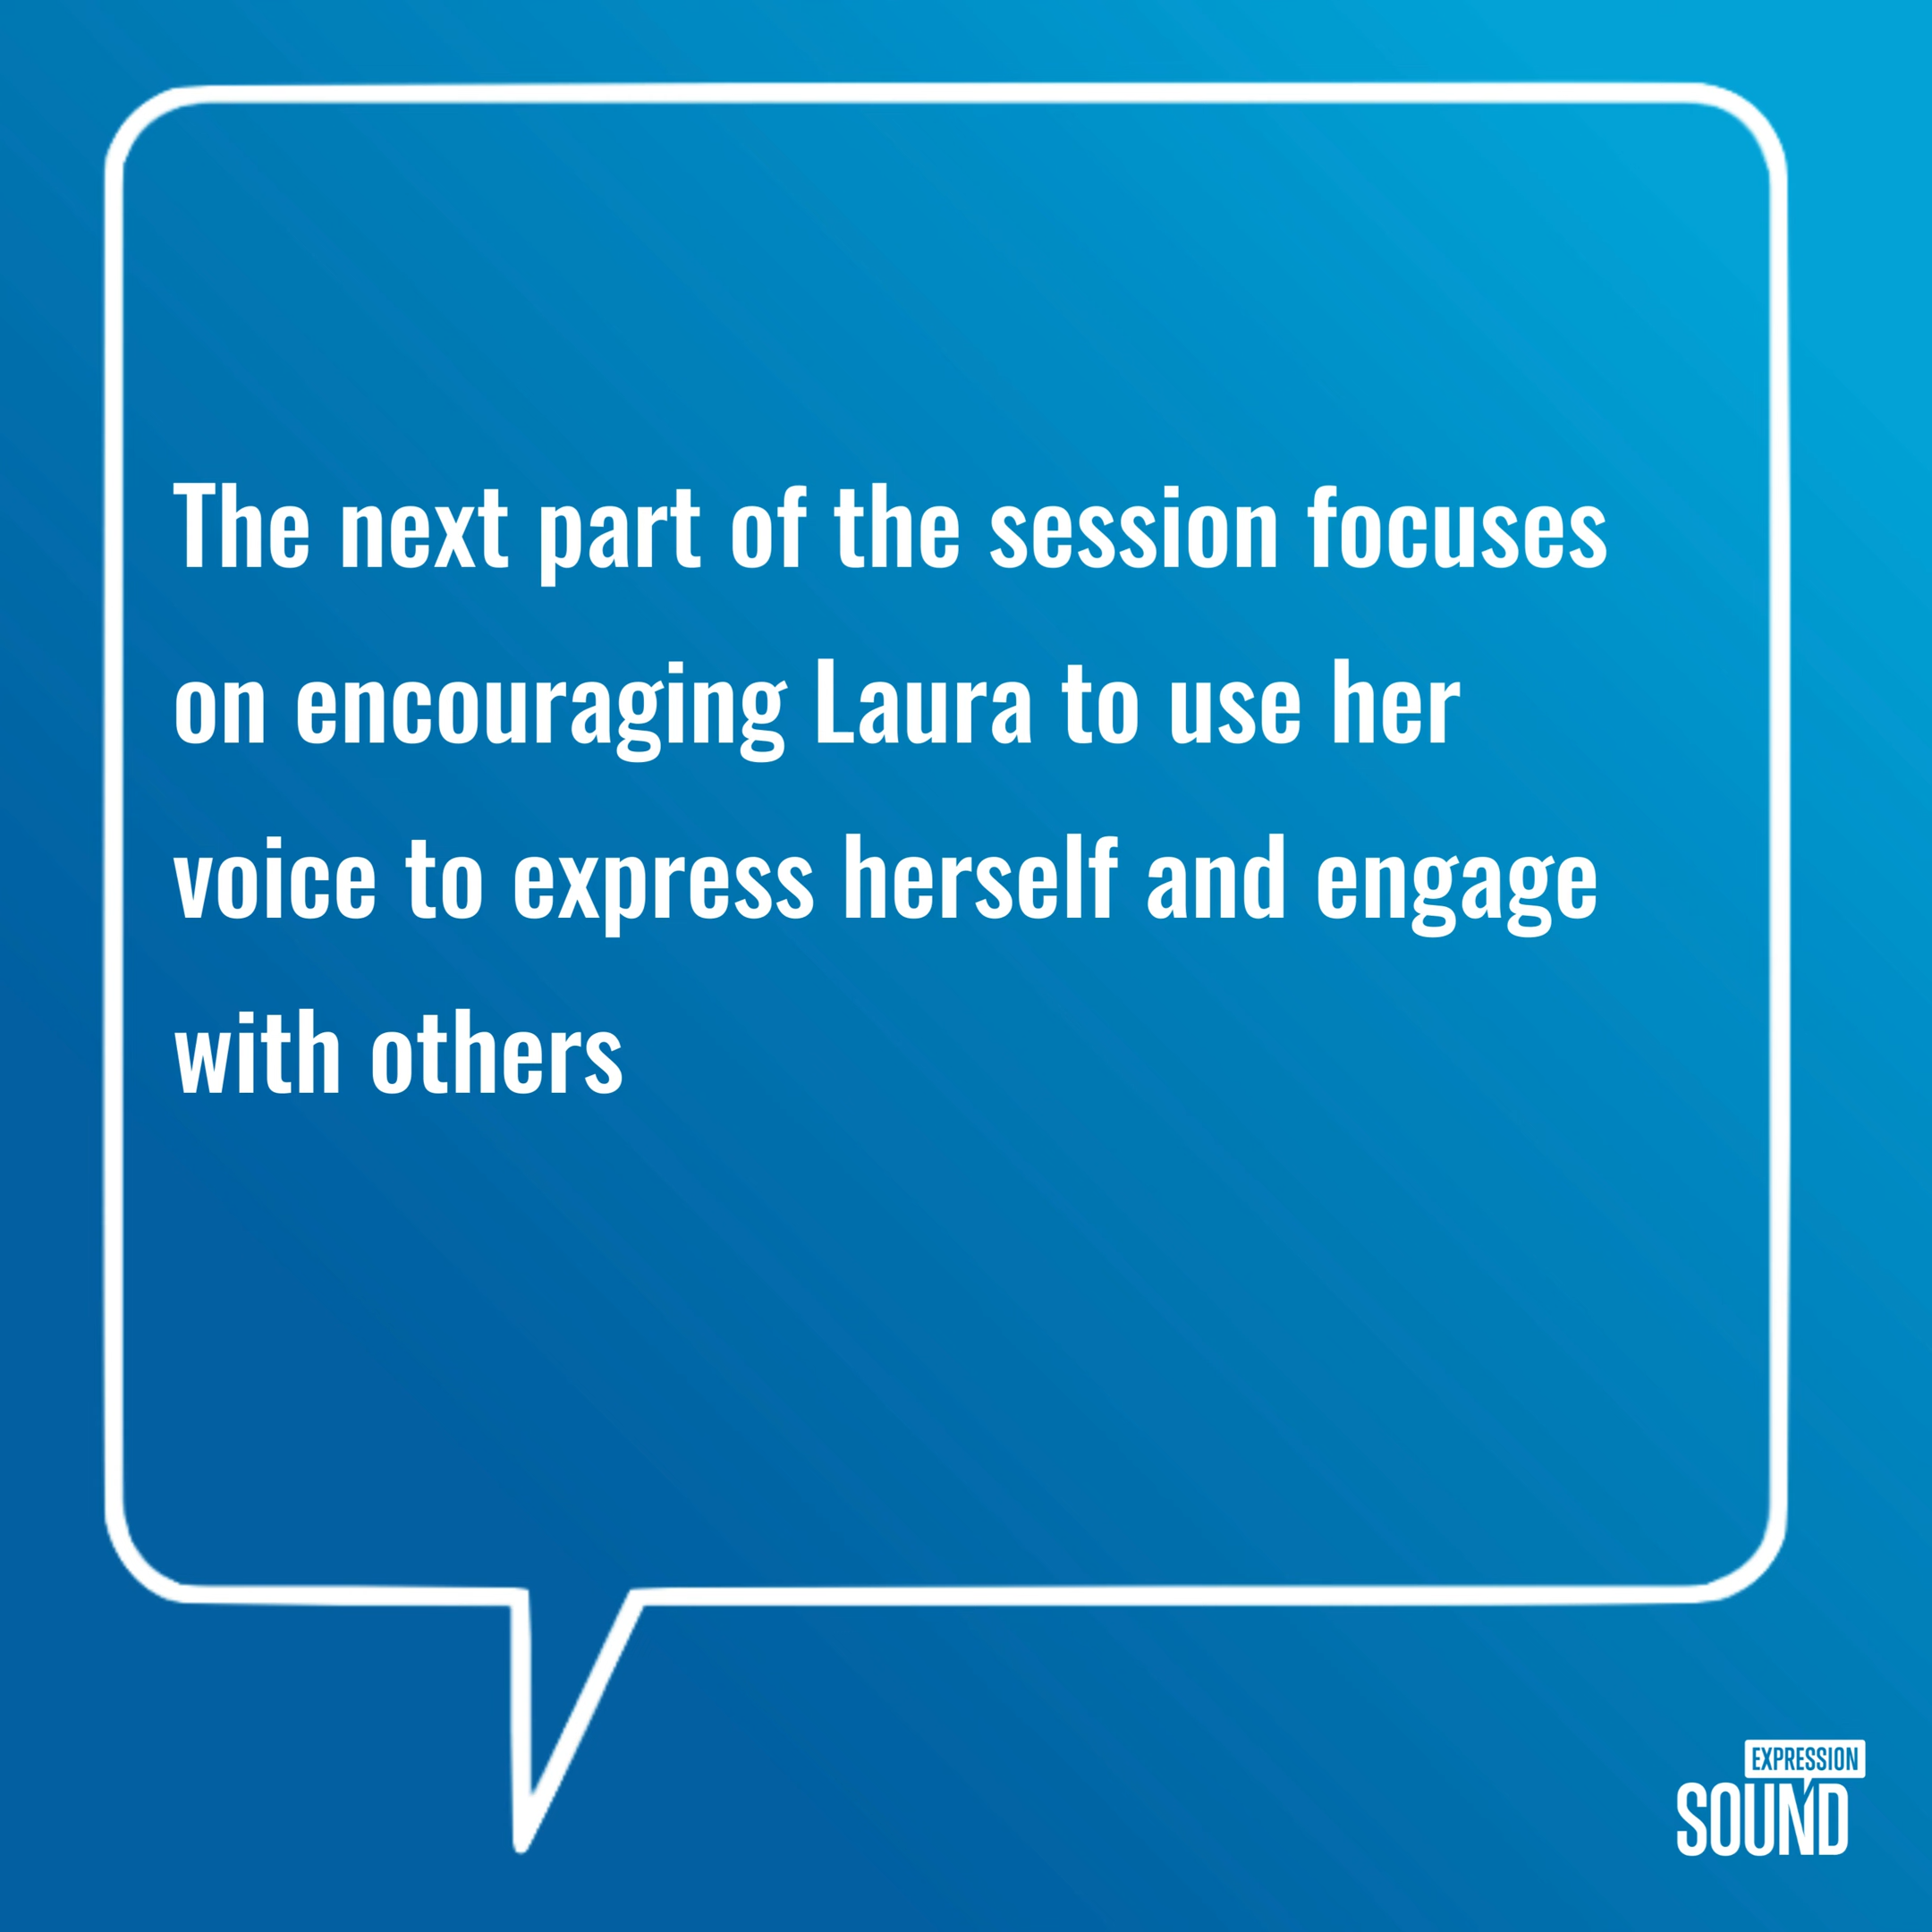 The next part of the session focuses
on encouraging Laura to use her
voice to express herself and engage
with others
EXPRESSION
SOUND